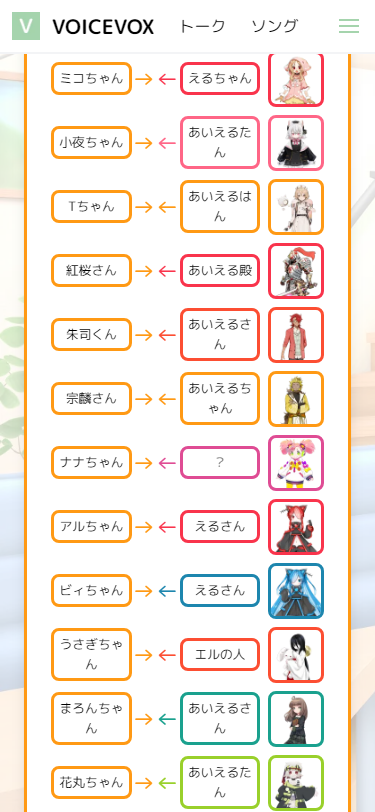 V VOICEVOX トーク ソング
ミコちゃん → ← えるちゃん
小夜ちゃん → ← あいえるた
ん
Tちゃん → ← あいえるは
ん
紅桜さん → ← あいえる殿
朱司くん → ← あいえるさ
ん
宗麟さん → ← あいえるち
ゃん
ナナちゃん → ← ？
アルちゃん → ← えるさん
ビィちゃん → ← えるさん
うさぎちゃ
ん → ← エルの人
まろんちゃ
ん → ← あいえるさ
ん
花丸ちゃん → ← あいえるた
ん